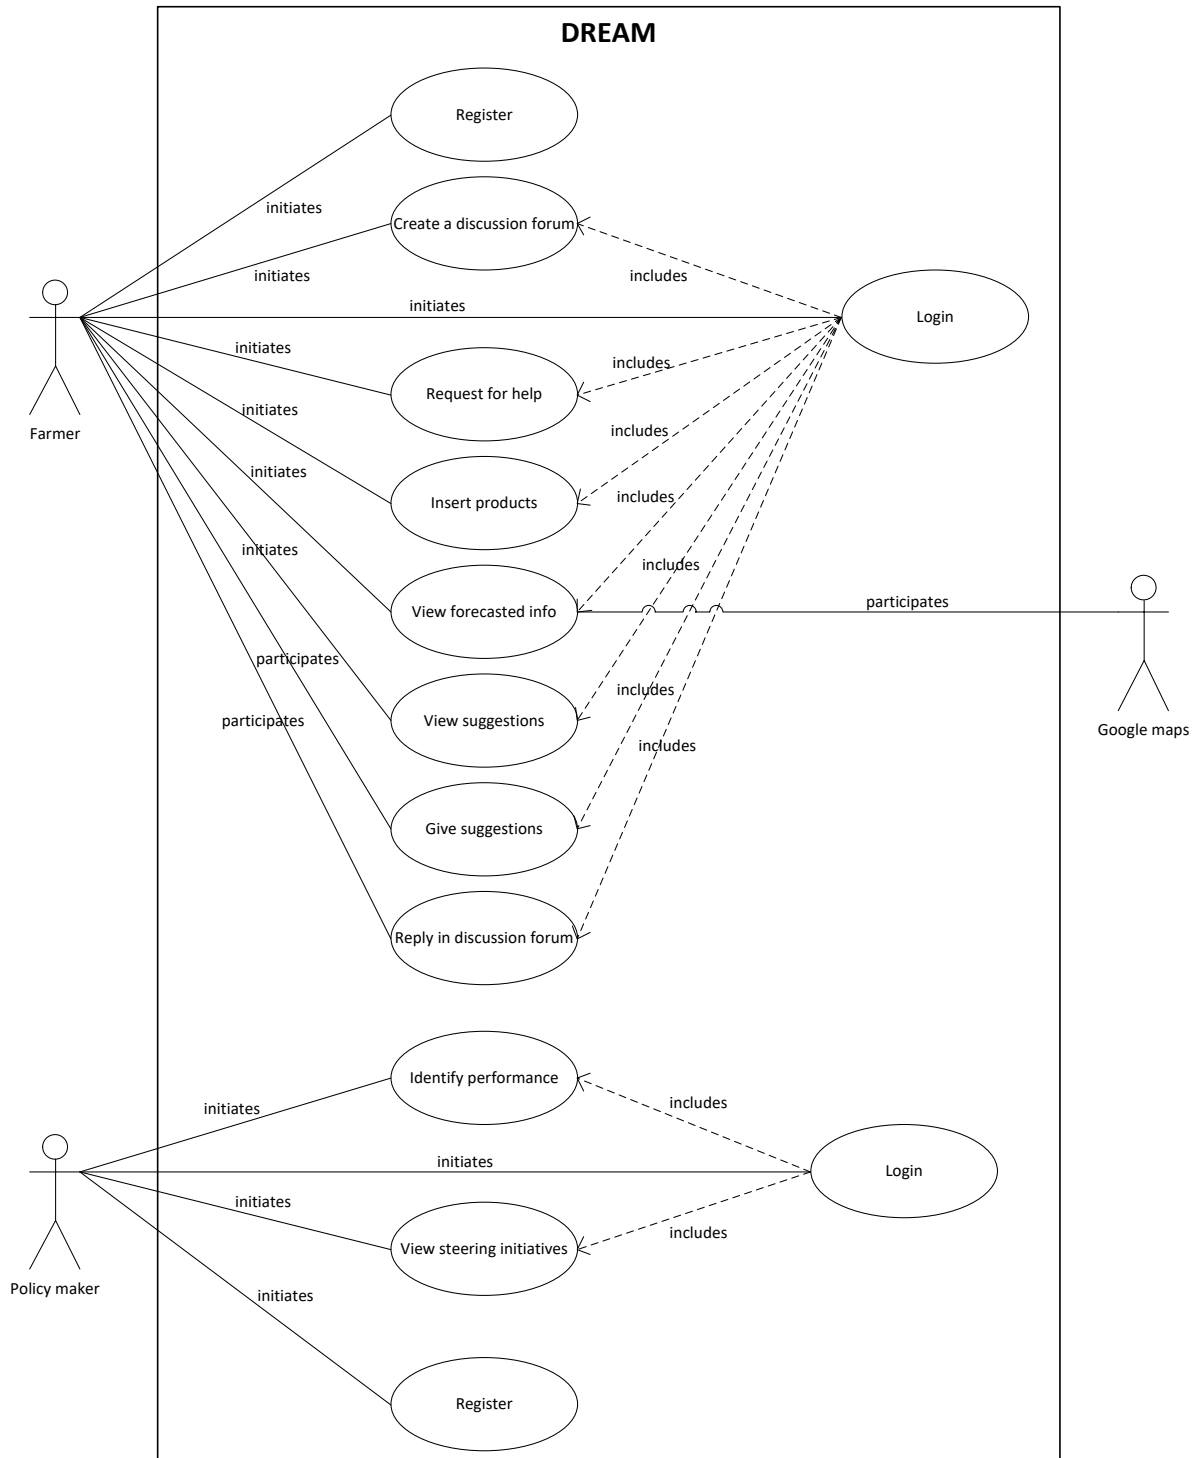 DREAM
Register
initiates
Create a discussion forum
initiates
includes
initiates
Login
initiates
includes
Request for help
Farmer
initiates
includes
initiates
includes
Insert products
initiates
includes
participates
View forecasted info
participates
includes
View suggestions
participates
includes
Google maps
Give suggestions
Reply in discussion forum
Identify performance
initiates
includes
initiates
Login
initiates
includes
View steering initiatives
Policy maker
initiates
Register